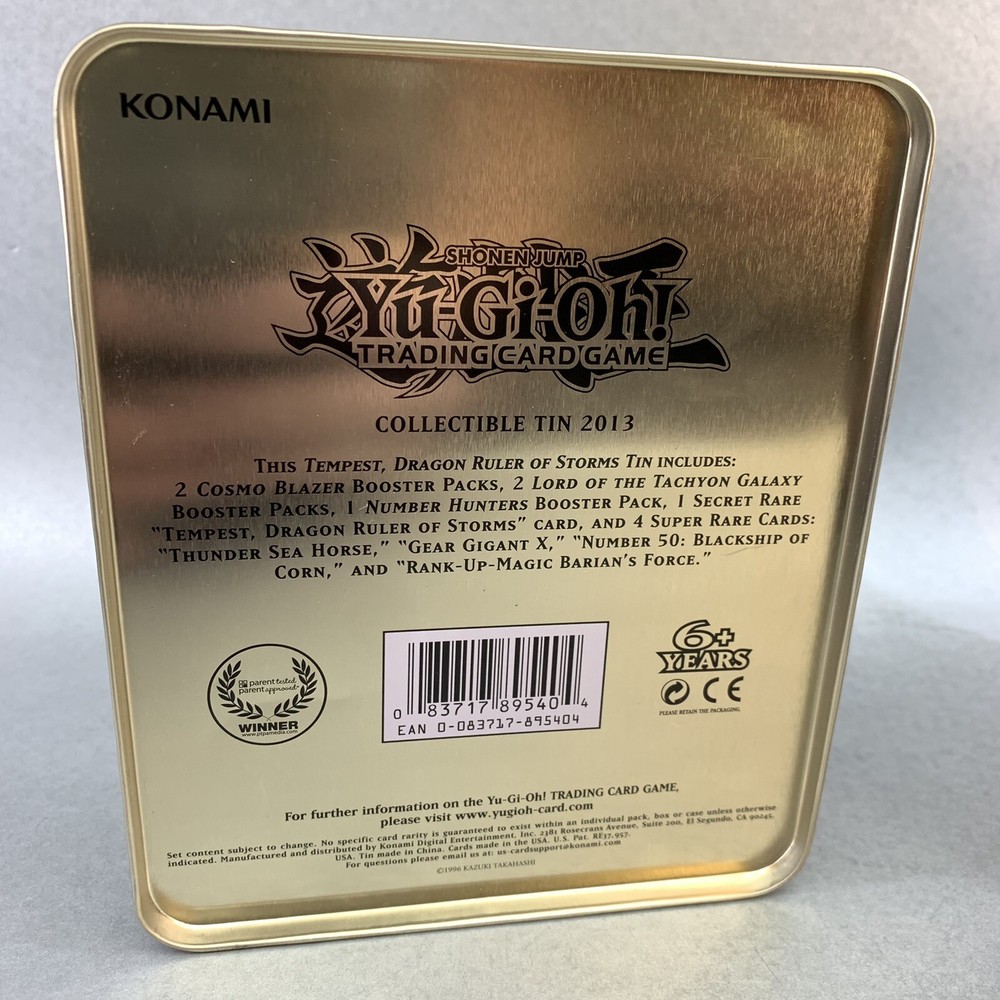 KONAMI
SHONEN JUMP
遊戯王
Yu-Gi-Oh!
TRADING CARD GAME
COLLECTIBLE TIN 2013
THIS TEMPEST, DRAGON RULER OF STORMS TIN INCLUDES:
2 COSMO BLAZER BOOSTER PACKS, 2 LORD OF THE TACHYON GALAXY
BOOSTER PACKS, 1 NUMBER HUNTERS BOOSTER PACK, 1 SECRET RARE
"TEMPEST, DRAGON RULER OF STORMS" CARD, AND 4 SUPER RARE CARDS:
"THUNDER SEA HORSE," "GEAR GIGANT X," "NUMBER 50: BLACKSHIP OF
CORN," AND "RANK-UP-MAGIC BARIAN'S FORCE."
parent tested
parent approved
WINNER
www.ptpamedia.com
0 83717 89540 4
EAN 0-083717-895404
6+
YEARS
CE
PLEASE RETAIN THE PACKAGING
For further information on the Yu-Gi-Oh! TRADING CARD GAME,
please visit www.yugioh-card.com
Set content subject to change. No specific card rarity is guaranteed to exist within an individual pack, box or case unless otherwise
indicated. Manufactured and distributed by Konami Digital Entertainment, Inc. 2381 Rosecrans Avenue, Suite 200, El Segundo, CA 90245,
USA. Tin made in China. Cards made in the USA. U.S. Pat. RE37,957.
For questions please email us at: us-cardsupport@konami.com
©1996 KAZUKI TAKAHASHI